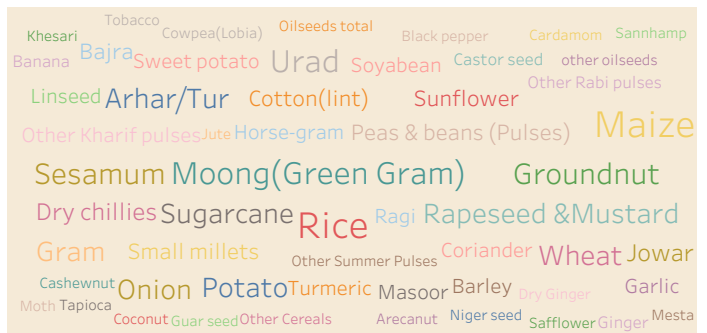 Tobacco
Khesari Cowpea(Lobia) Oilseeds total Black pepper Cardamom Sannhamp
Banana Bajra Sweet potato Urad Soyabean Castor seed other oilseeds
Other Rabi pulses
Linseed Arhar/Tur Cotton(lint) Sunflower
Other Kharif pulses Jute Horse-gram Peas & beans (Pulses) Maize
Sesamum Moong(Green Gram) Groundnut
Dry chillies Sugarcane Rice Ragi Rapeseed &Mustard
Gram Small millets Other Summer Pulses Coriander Wheat Jowar
Cashewnut Onion Potato Turmeric Masoor Barley Dry Ginger Garlic
Moth Tapioca
Coconut Guar seed Other Cereals Arecanut Niger seed Safflower Ginger Mesta